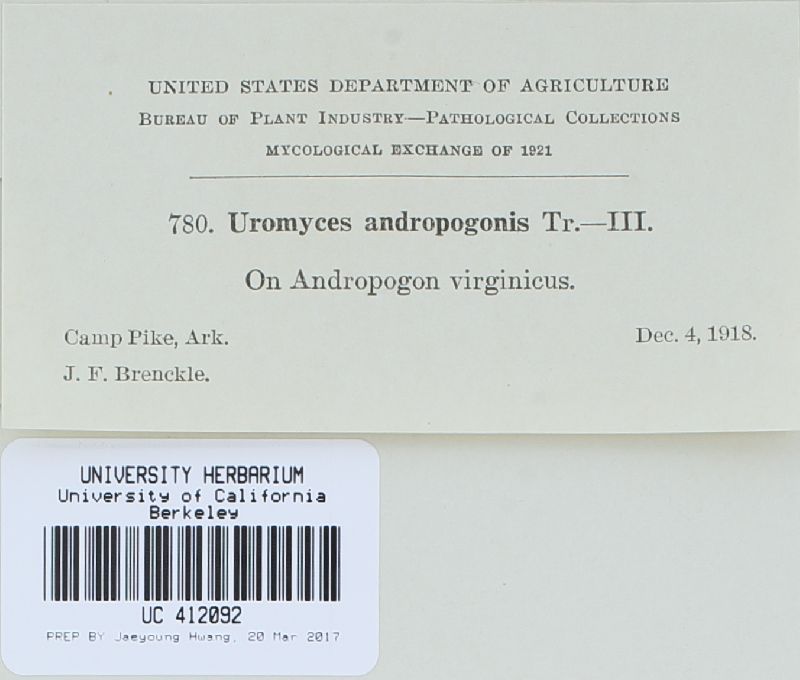 UNITED STATES DEPARTMENT OF AGRICULTURE
BUREAU OF PLANT INDUSTRY—PATHOLOGICAL COLLECTIONS
MYCOLOGICAL EXCHANGE OF 1921
780. Uromyces andropogonis Tr.—III.
On Andropogon virginicus.
Camp Pike, Ark. Dec. 4, 1918.
J. F. Brenckle.
UNIVERSITY HERBARIUM
University of California
Berkeley
UC 412092
PREP BY Jaeyoung Hwang, 20 Mar 2017